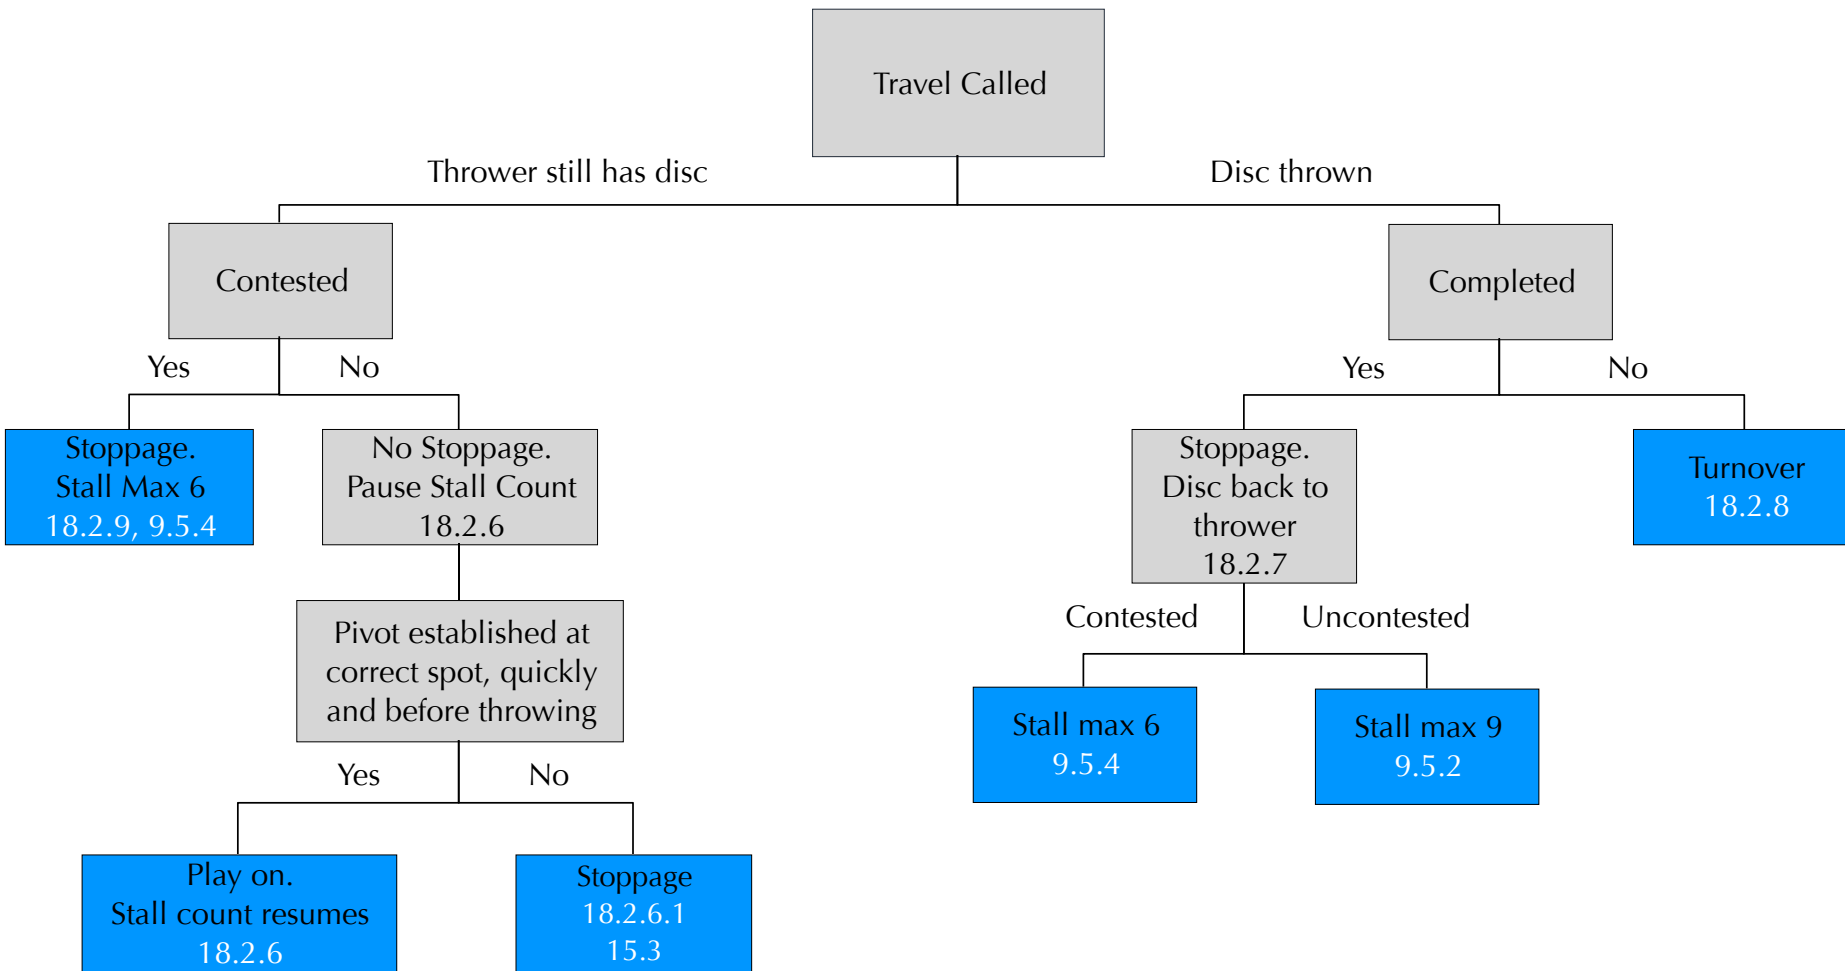 Travel Called
Thrower still has disc
Disc thrown
Contested
Completed
Yes
No
Yes
No
Stoppage.
Stall Max 6
18.2.9, 9.5.4
No Stoppage.
Pause Stall Count
18.2.6
Stoppage.
Disc back to
thrower
18.2.7
Turnover
18.2.8
Pivot established at
correct spot, quickly
and before throwing
Contested
Uncontested
Stall max 6
9.5.4
Stall max 9
9.5.2
Yes
No
Play on.
Stall count resumes
18.2.6
Stoppage
18.2.6.1
15.3